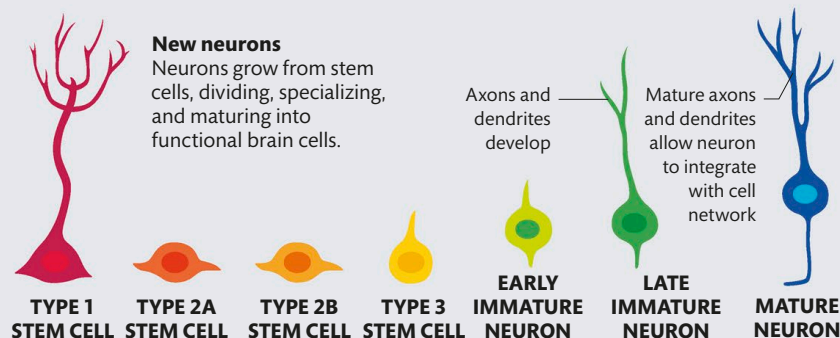 New neurons
Neurons grow from stem
cells, dividing, specializing,
and maturing into
functional brain cells.
Axons and
dendrites
develop
Mature axons
and dendrites
allow neuron
to integrate
with cell
network
TYPE 1
STEM CELL
TYPE 2A
STEM CELL
TYPE 2B
STEM CELL
TYPE 3
STEM CELL
EARLY
IMMATURE
NEURON
LATE
IMMATURE
NEURON
MATURE
NEURON